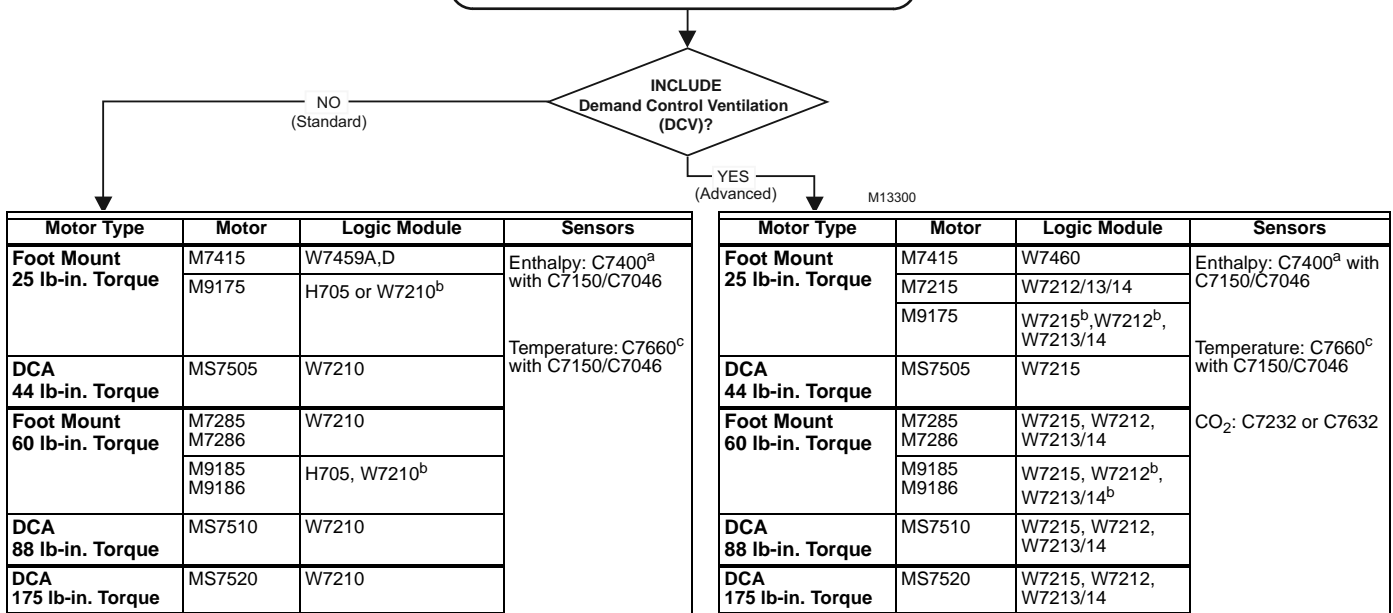 INCLUDE
Demand Control Ventilation
(DCV)?
NO
(Standard)
YES
(Advanced)
M13300
Motor Type Motor Logic Module Sensors
Foot Mount
25 lb-in. Torque
M7415 W7459A,D
M9175 H705 or W7210b
Enthalpy: C7400a
with C7150/C7046
Temperature: C7660c
with C7150/C7046
DCA
44 lb-in. Torque
MS7505 W7210
Foot Mount
60 lb-in. Torque
M7285
M7286
W7210
M9185
M9186
H705, W7210b
DCA
88 lb-in. Torque
MS7510 W7210
DCA
175 lb-in. Torque
MS7520 W7210
Motor Type Motor Logic Module Sensors
Foot Mount
25 lb-in. Torque
M7415 W7460
M7215 W7212/13/14
M9175 W7215b,W7212b,
W7213/14
Enthalpy: C7400a with
C7150/C7046
Temperature: C7660c
with C7150/C7046
CO2: C7232 or C7632
DCA
44 lb-in. Torque
MS7505 W7215
Foot Mount
60 lb-in. Torque
M7285
M7286
W7215, W7212,
W7213/14
M9185
M9186
W7215, W7212b,
W7213/14b
DCA
88 lb-in. Torque
MS7510 W7215, W7212,
W7213/14
DCA
175 lb-in. Torque
MS7520 W7215, W7212,
W7213/14